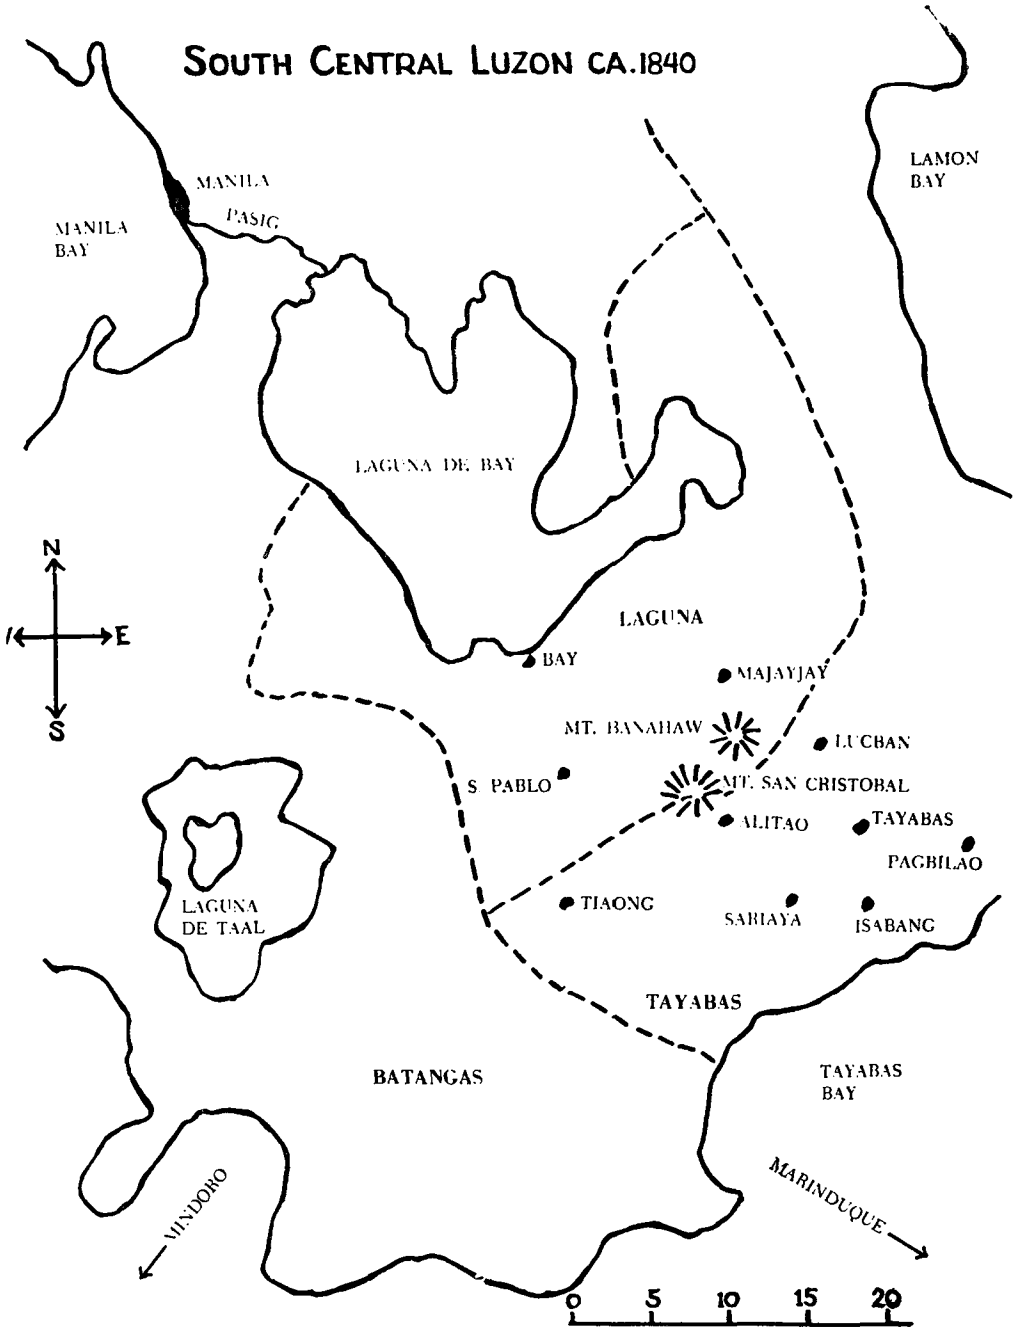 SOUTH CENTRAL LUZON CA.1840
LAMON
BAY
MANILA
PASIG
MANILA
BAY
LAGUNA DE BAY
N
E
S
LAGUNA
BAY
MAJAYJAY
MT. BANAHAW
LUCBAN
S. PABLO
MT. SAN CRISTOBAL
ALITAO
TAYABAS
PAGBILAO
LAGUNA
DE TAAL
TIAONG
SARIAYA
ISABANG
TAYABAS
BATANGAS
TAYABAS
BAY
MINDORO
MARINDUQUE
0 5 10 15 20